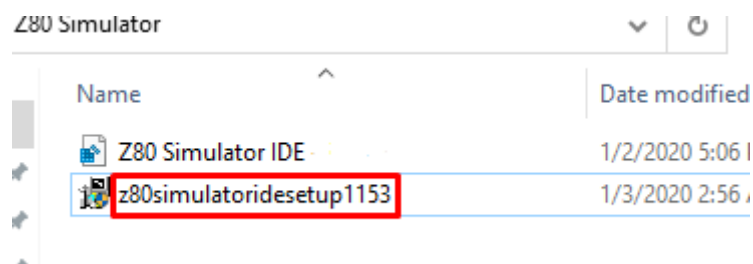 Z80 Simulator
Name Date modified
Z80 Simulator IDE 1/2/2020 5:06
z80simulatoridesetup1153 1/3/2020 2:56